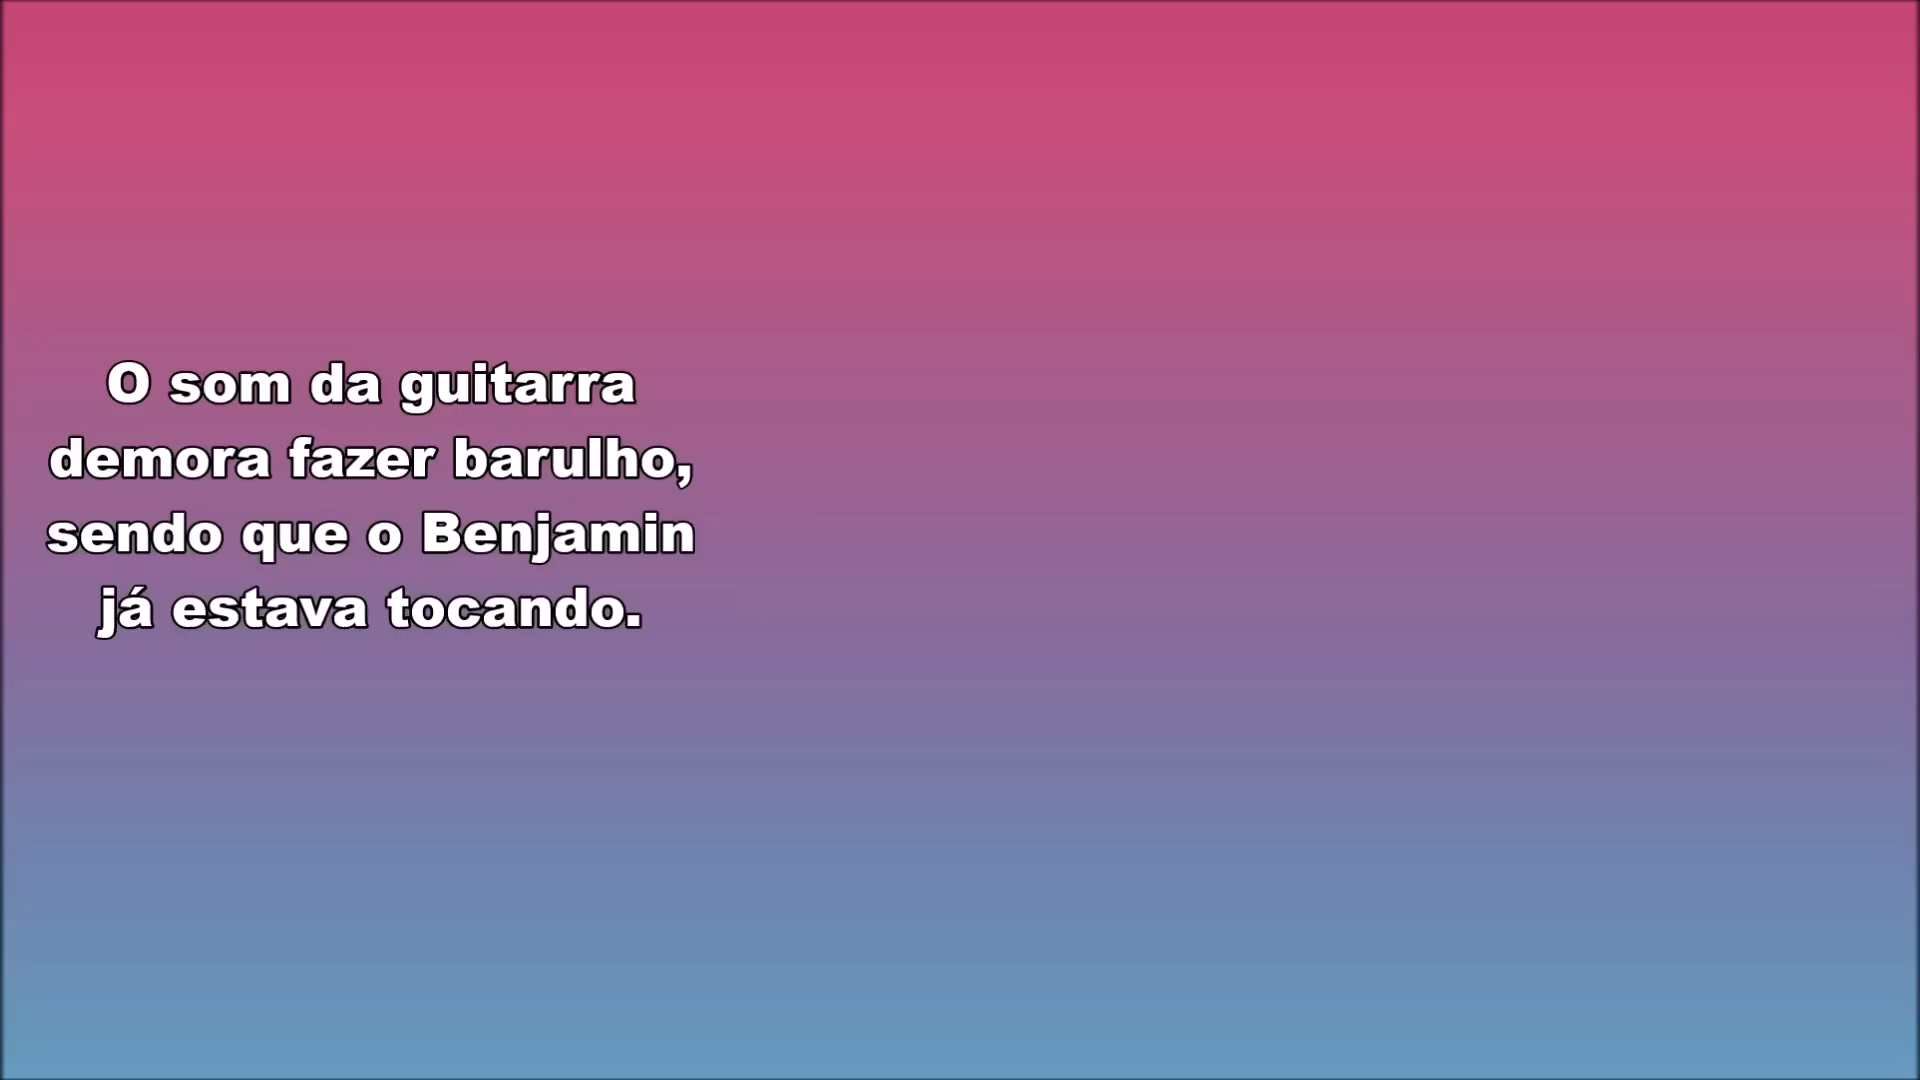 O som da guitarra
demora fazer barulho,
sendo que o Benjamin
já estava tocando.